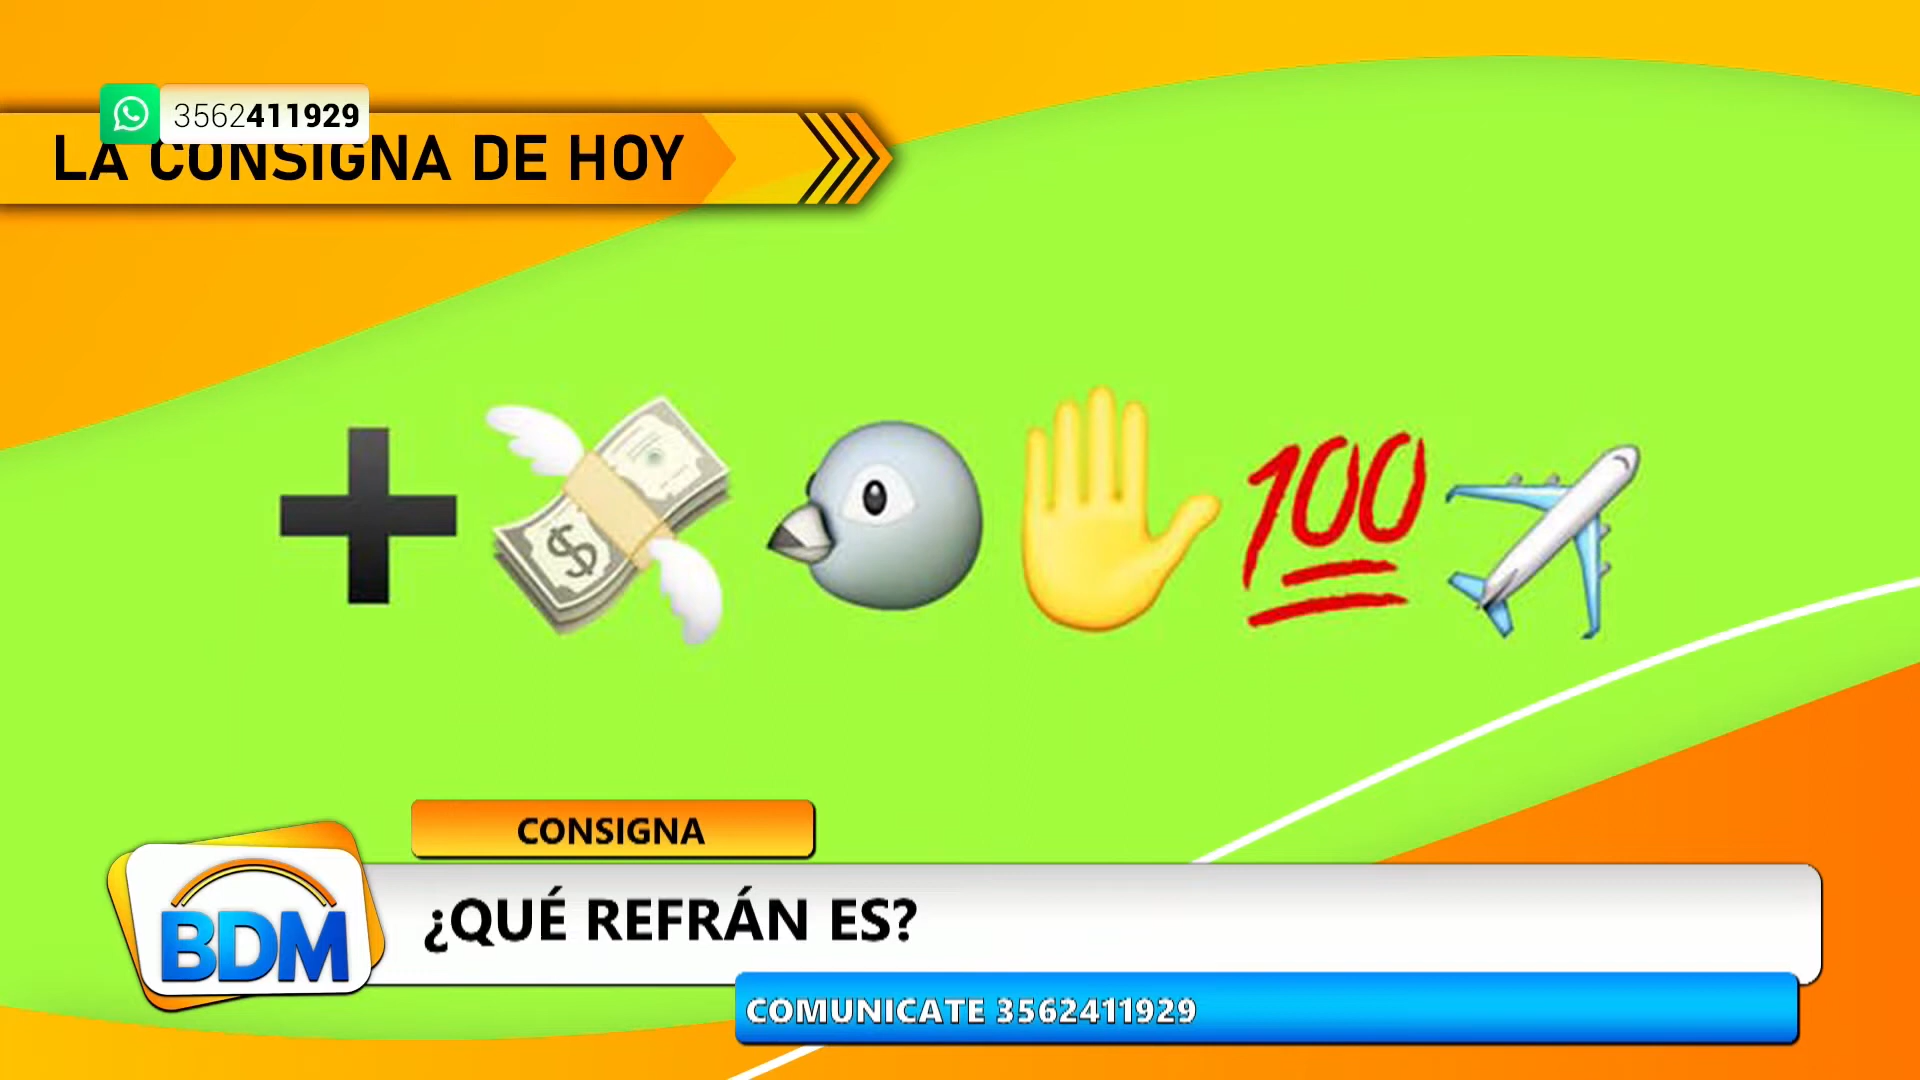 3562411929
LA CONSIGNA DE HOY
100
CONSIGNA
¿QUÉ REFRÁN ES?
BDM
COMUNICATE 3562411929